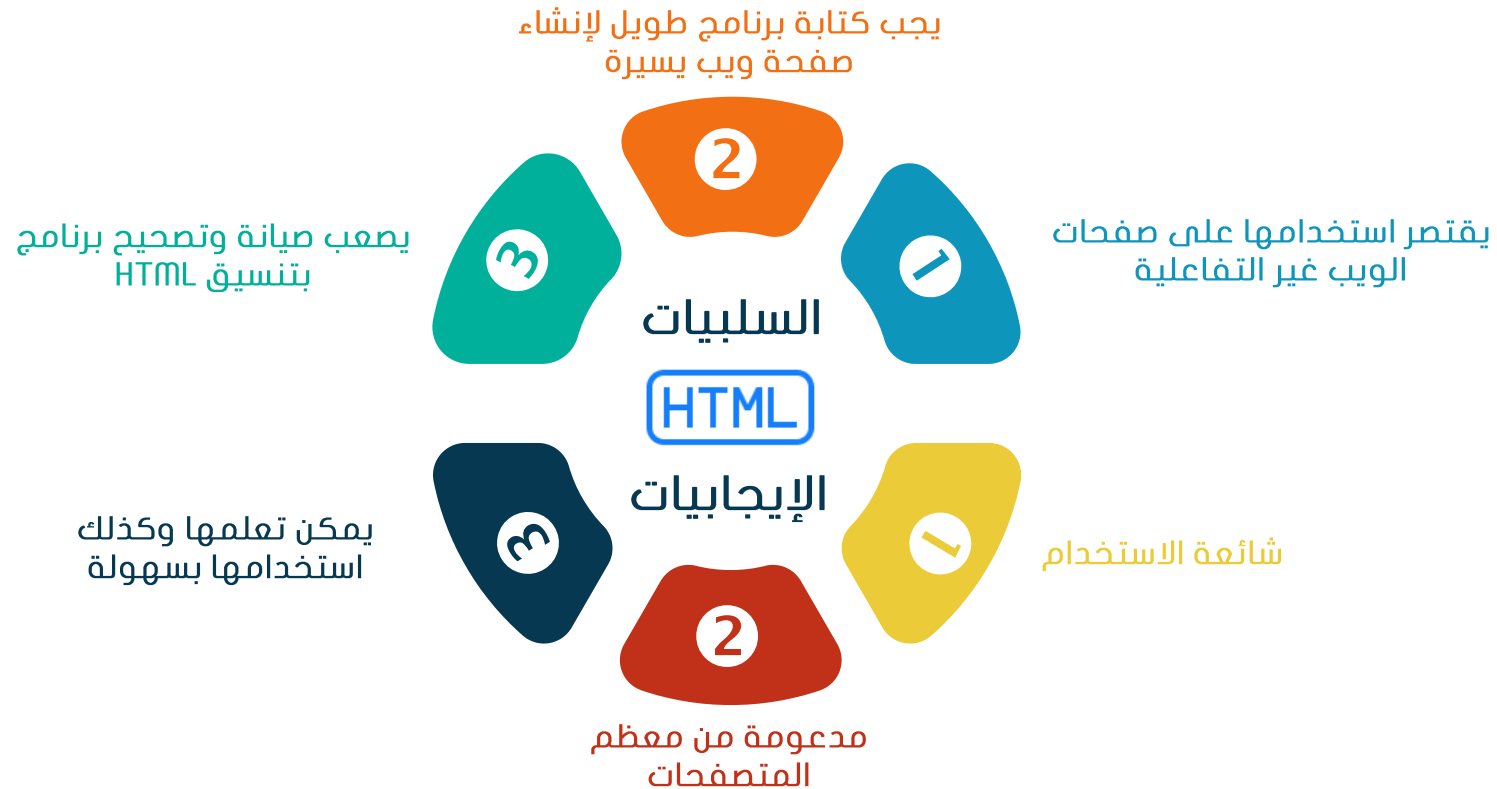 السلبيات
1
يقتصر استخدامها على صفحات
الويب غير التفاعلية
2
يجب كتابة برنامج طويل لإنشاء
صفحة ويب يسيرة
3
يصعب صيانة وتصحيح برنامج
بتنسيق HTML
HTML
الإيجابيات
1
شائعة الاستخدام
2
مدعومة من معظم
المتصفحات
3
يمكن تعلمها وكذلك
استخدامها بسهولة